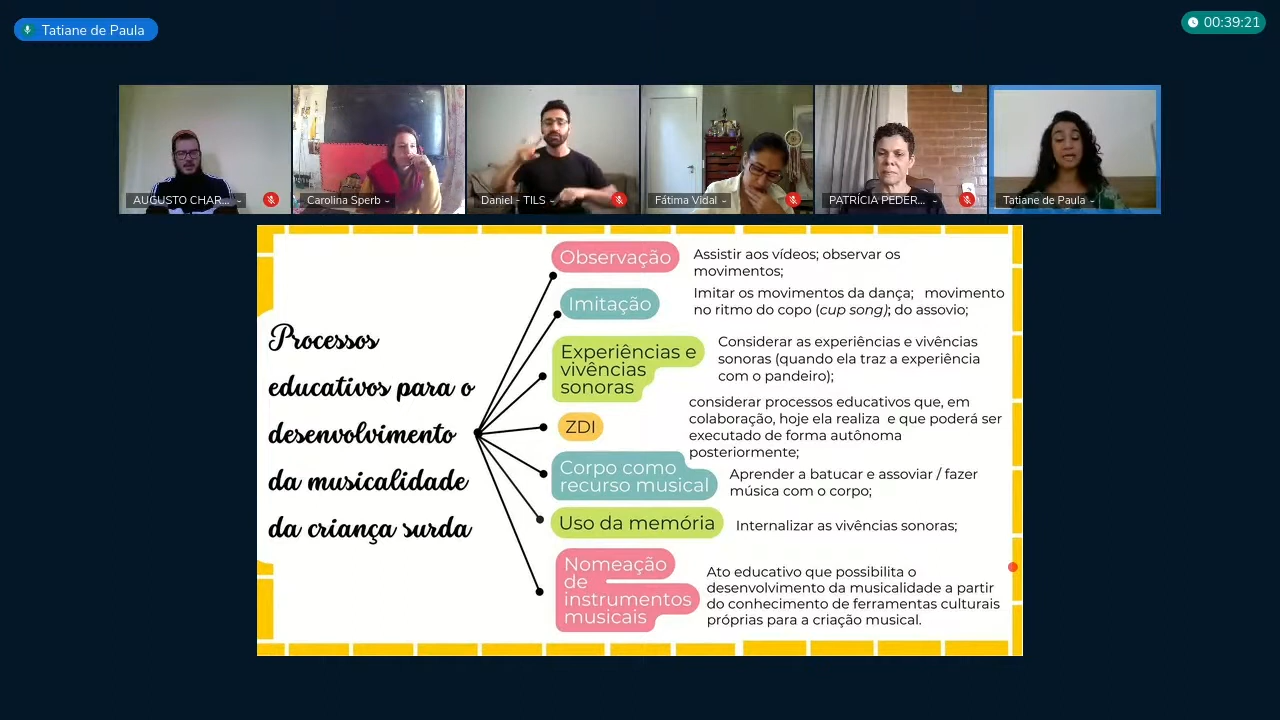 Tatiane de Paula
00:39:21
AUGUSTO CHAR...
Carolina Sperb
Daniel - TILS
Fátima Vidal
PATRÍCIA PEDER...
Tatiane de Paula
Processos
educativos para o
desenvolvimento
da musicalidade
da criança surda
Observação
Assistir aos vídeos; observar os
movimentos;
Imitação
Imitar os movimentos da dança; movimento
no ritmo do copo (cup song); do assovio;
Experiências e
vivências
sonoras
Considerar as experiências e vivências
sonoras (quando ela traz a experiência
com o pandeiro);
ZDI
considerar processos educativos que, em
colaboração, hoje ela realiza e que poderá ser
executado de forma autônoma
posteriormente;
Corpo como
recurso musical
Aprender a batucar e assoviar / fazer
música com o corpo;
Uso da memória
Internalizar as vivências sonoras;
Nomeação
de
instrumentos
musicais
Ato educativo que possibilita o
desenvolvimento da musicalidade a partir
do conhecimento de ferramentas culturais
próprias para a criação musical.